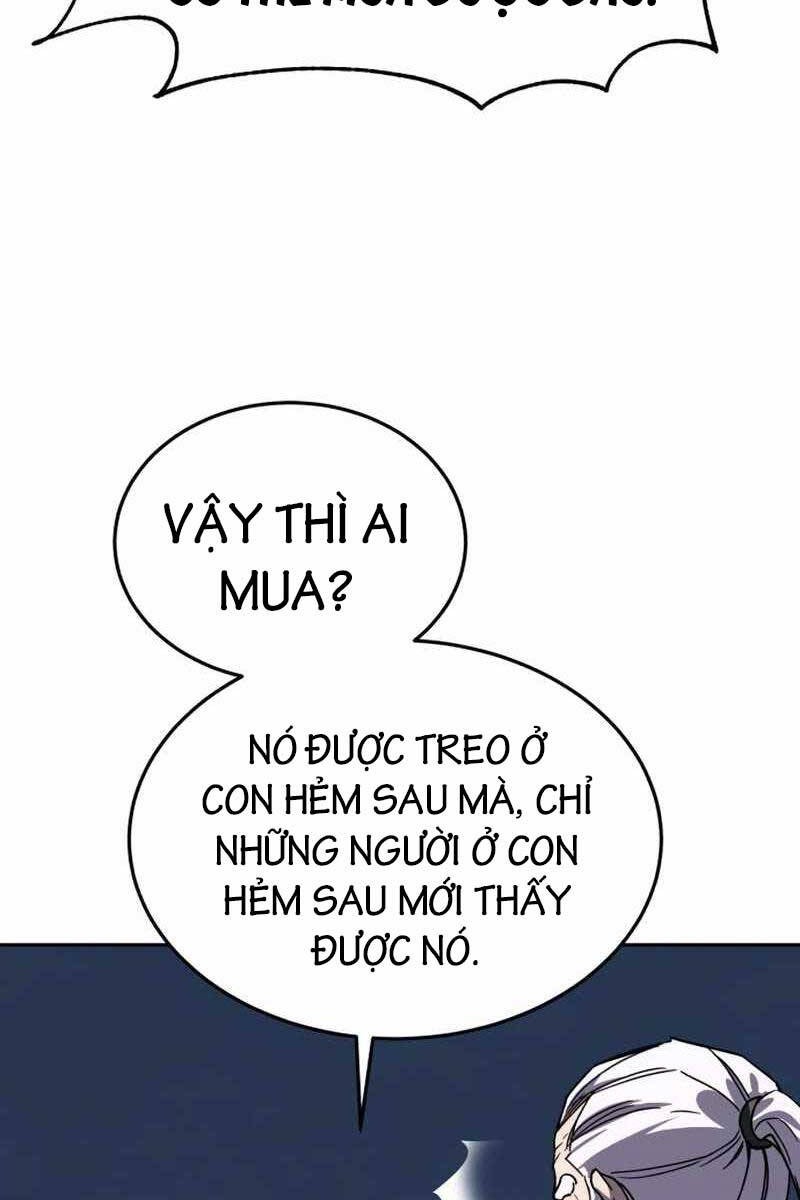 VẬY THÌ AI
MUA?
NÓ ĐƯỢC TREO Ở
CON HẺM SAU MÀ, CHỈ
NHỮNG NGƯỜI Ở CON
HẺM SAU MỚI THẤY
ĐƯỢC NÓ.